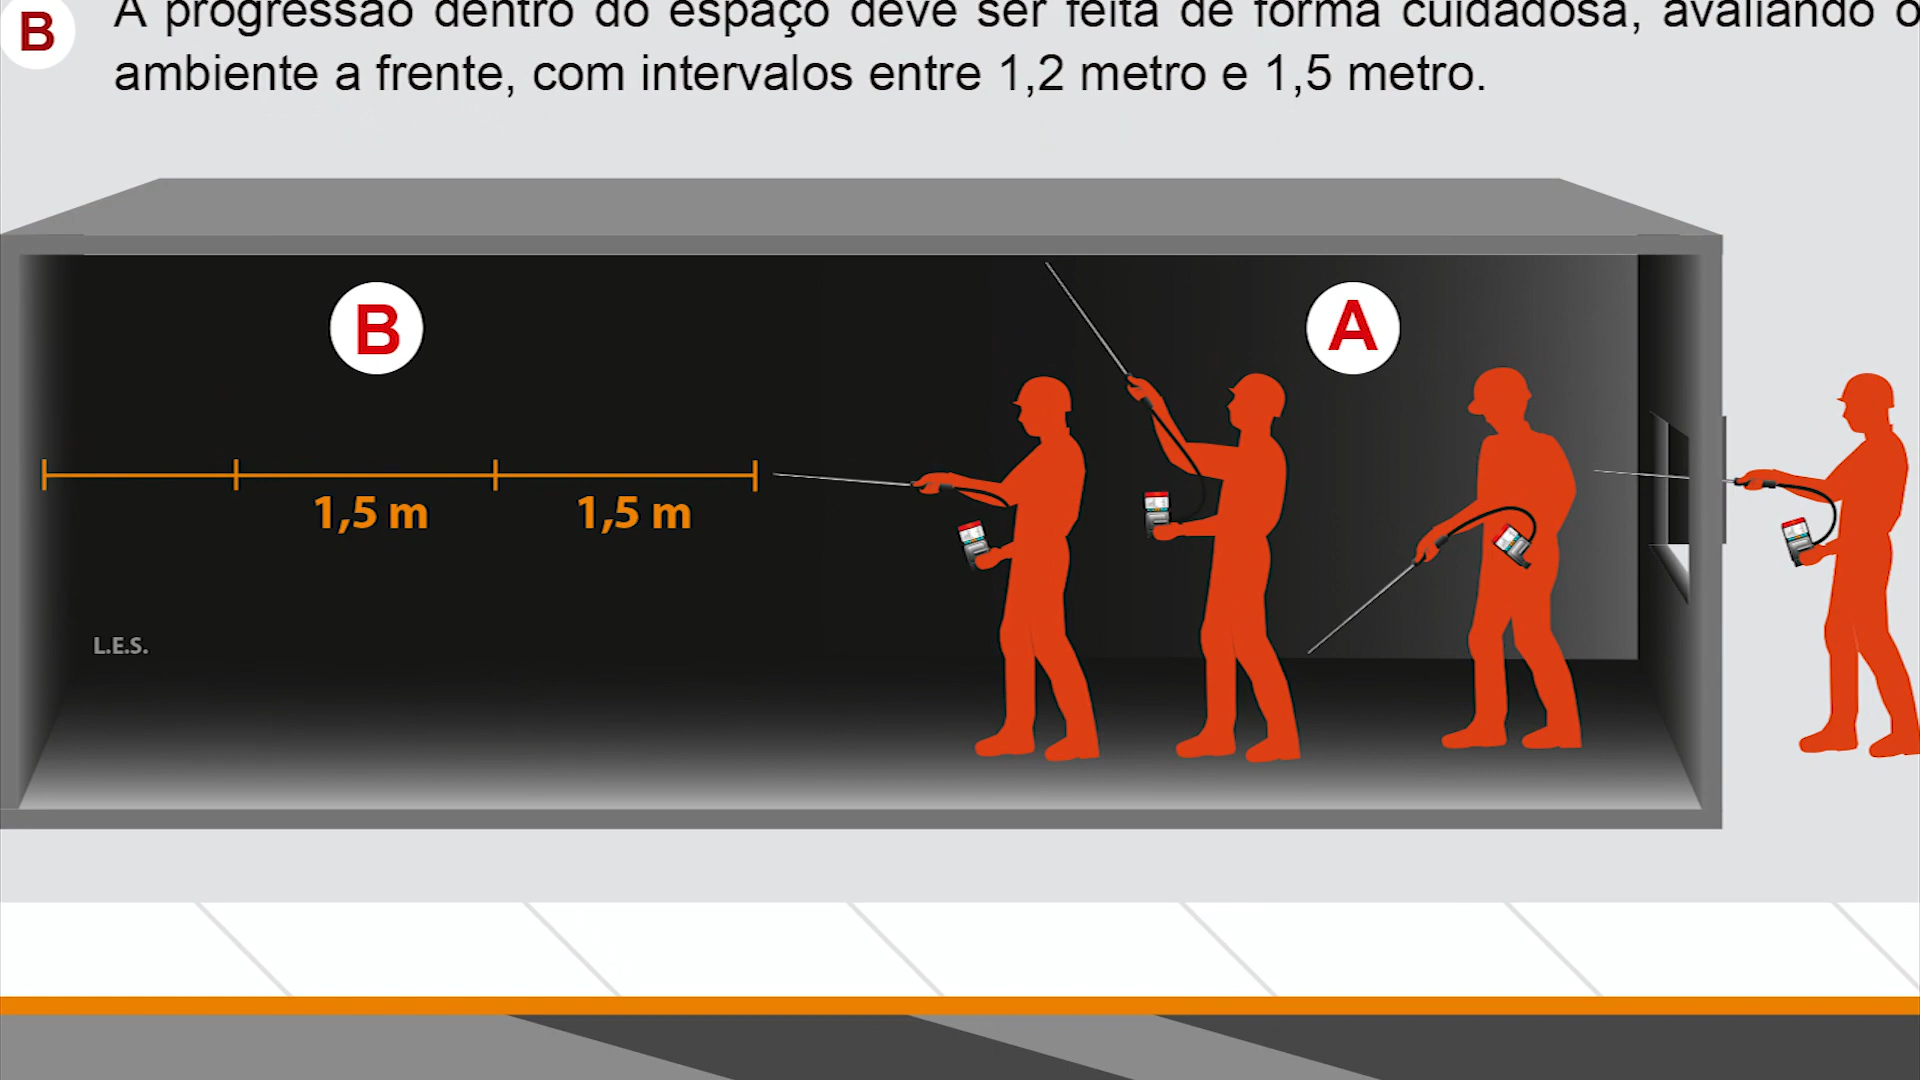 B
A progressão dentro do espaço deve ser feita de forma cuidadosa, avaliando o
ambiente a frente, com intervalos entre 1,2 metro e 1,5 metro.
B
A
1,5 m
1,5 m
L.E.S.